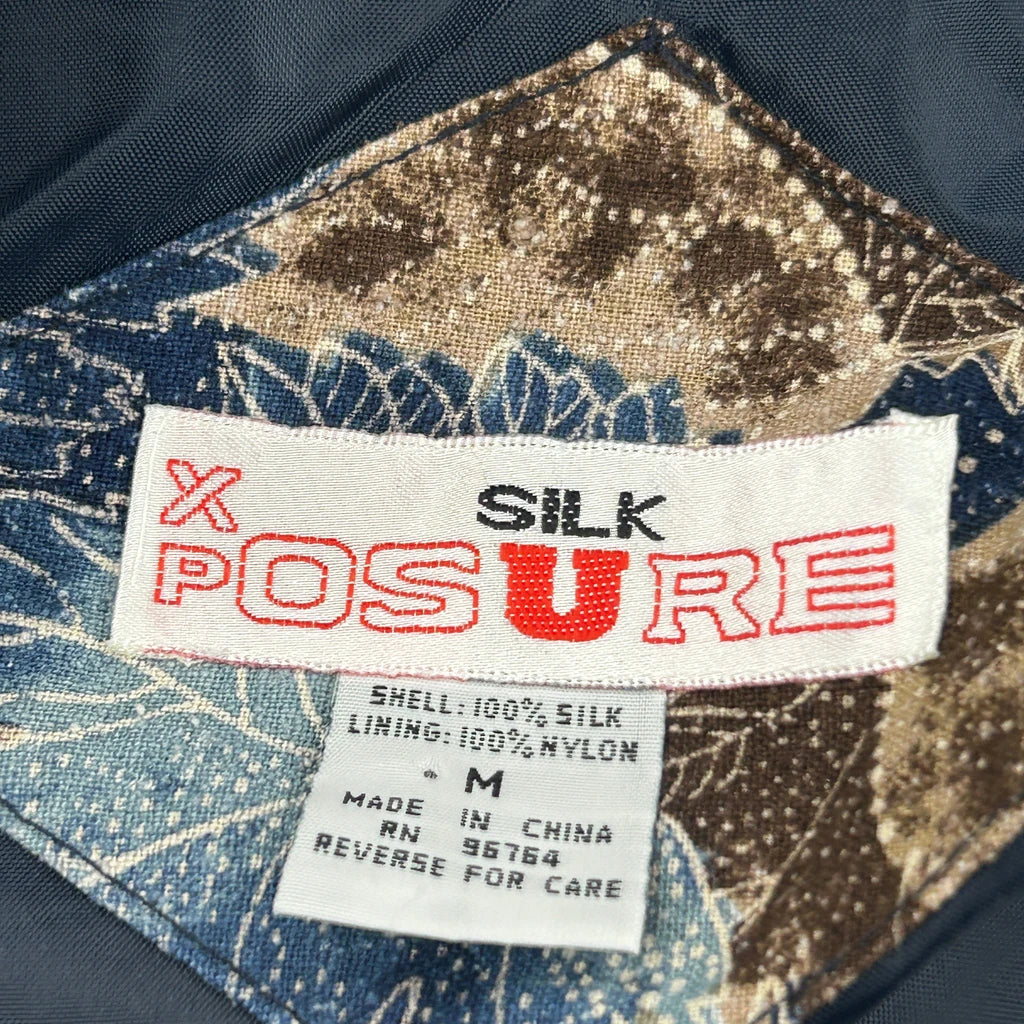 X
SILK
POSURE
SHELL: 100% SILK
LINING: 100% NYLON
M
MADE IN CHINA
RN 96764
REVERSE FOR CARE